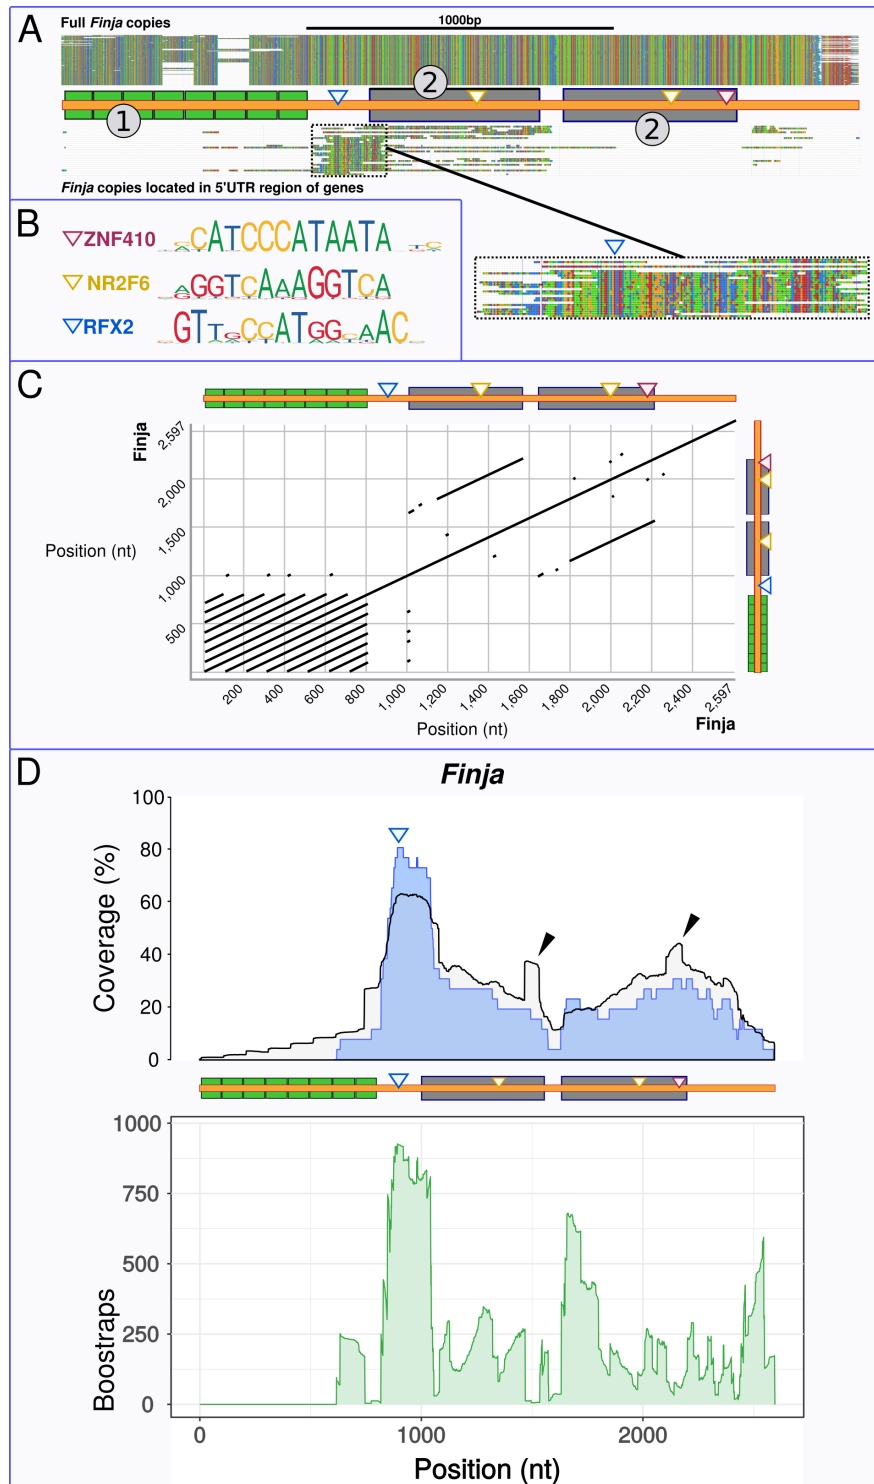 A
Full Finja copies
1000bp
2
1
2
Finja copies located in 5'UTR region of genes
B
ZNF410
CCATCCCATAATA
NR2F6
AGGTCAAAGGTCA
RFX2
GTTGCCATGGCAAC
C
Finja
2,597
2,000
1,500
1,000
500
Position (nt)
200
400
600
800
1,000
1,200
1,400
1,600
1,800
2,000
2,200
2,400
2,597
Position (nt)
Finja
D
Finja
Coverage (%)
100
80
60
40
20
0
Boostraps
1000
750
500
250
0
0
1000
2000
Position (nt)